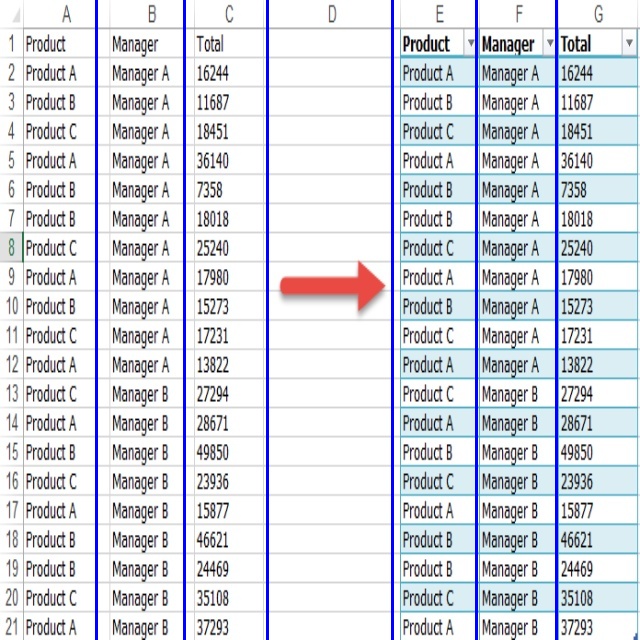 A B C D E F G
1 Product Manager Total Product Manager Total
2 Product A Manager A 16244 Product A Manager A 16244
3 Product B Manager A 11687 Product B Manager A 11687
4 Product C Manager A 18451 Product C Manager A 18451
5 Product A Manager A 36140 Product A Manager A 36140
6 Product B Manager A 7358 Product B Manager A 7358
7 Product B Manager A 18018 Product B Manager A 18018
8 Product C Manager A 25240 Product C Manager A 25240
9 Product A Manager A 17980 Product A Manager A 17980
10 Product B Manager A 15273 Product B Manager A 15273
11 Product C Manager A 17231 Product C Manager A 17231
12 Product A Manager A 13822 Product A Manager A 13822
13 Product C Manager B 27294 Product C Manager B 27294
14 Product A Manager B 28671 Product A Manager B 28671
15 Product B Manager B 49850 Product B Manager B 49850
16 Product C Manager B 23936 Product C Manager B 23936
17 Product A Manager B 15877 Product A Manager B 15877
18 Product B Manager B 46621 Product B Manager B 46621
19 Product B Manager B 24469 Product B Manager B 24469
20 Product C Manager B 35108 Product C Manager B 35108
21 Product A Manager B 37293 Product A Manager B 37293